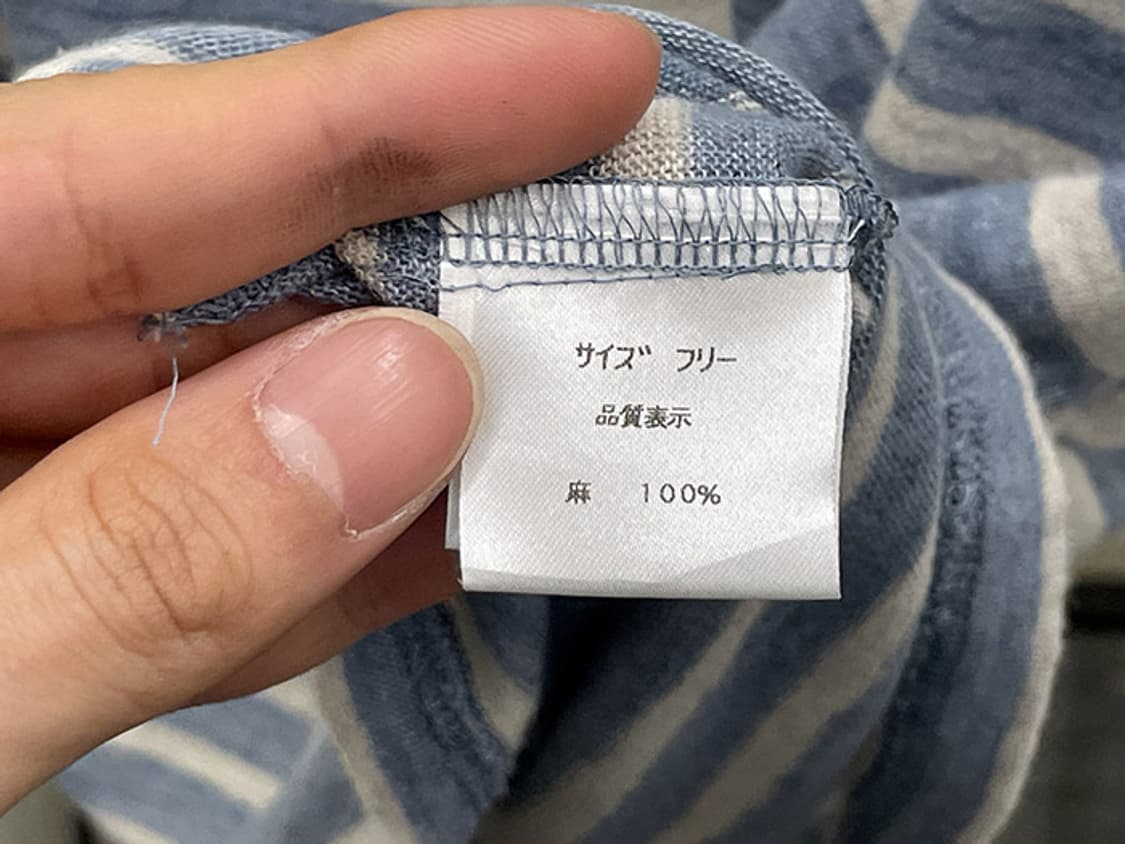 サイズ フリー
品質表示
麻 100%